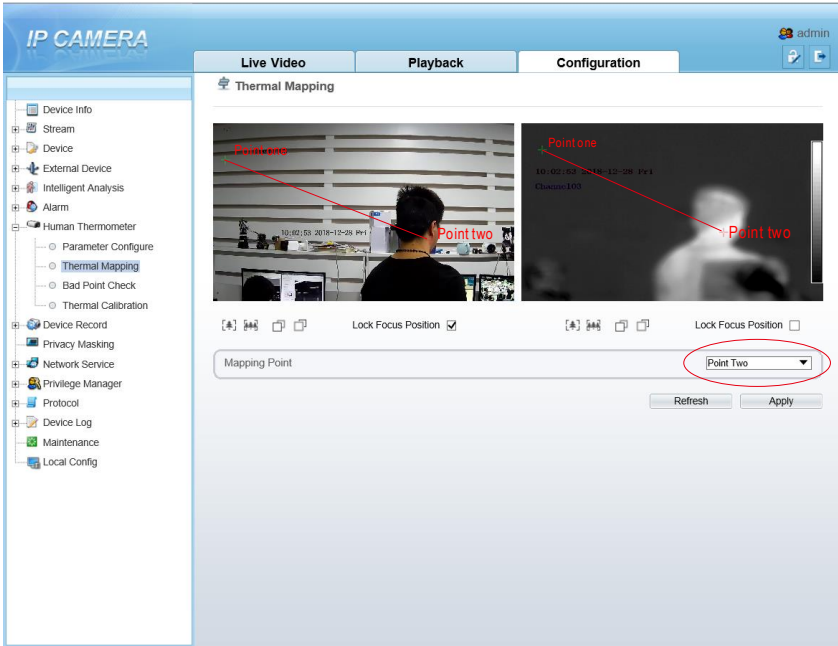 IP CAMERA
admin
Live Video
Playback
Configuration
Thermal Mapping
Device Info
Stream
Device
External Device
Intelligent Analysis
Alarm
Human Thermometer
Parameter Configure
Thermal Mapping
Bad Point Check
Thermal Calibration
Device Record
Privacy Masking
Network Service
Privilege Manager
Protocol
Device Log
Maintenance
Local Config
Point one
10:02:53 2018-12-28 Fri
Point two
Point one
10:02:53 2018-12-28 Fri
Channel00
Point two
Lock Focus Position
Lock Focus Position
Mapping Point
Point Two
Refresh
Apply